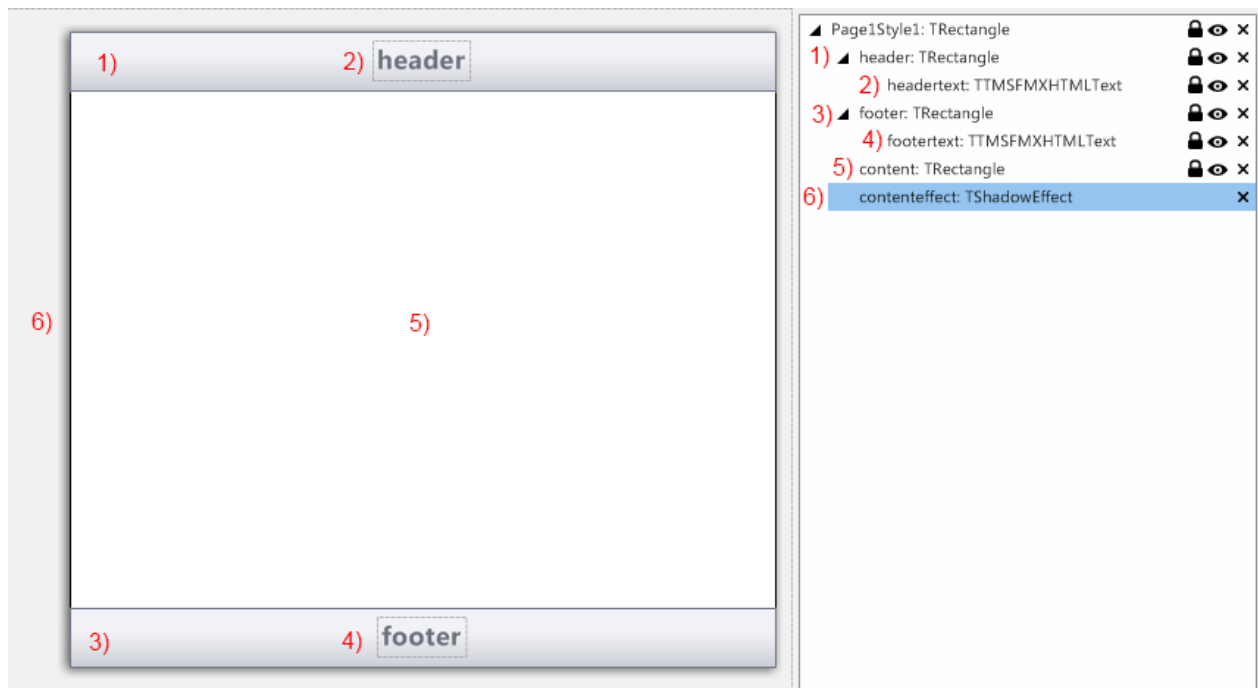 1)
2) header
6)
5)
3)
4) footer
Page1Style1: TRectangle
1) header: TRectangle
2) headertext: TTMSFMXHTMLText
3) footer: TRectangle
4) footertext: TTMSFMXHTMLText
5) content: TRectangle
6) contenteffect: TShadowEffect